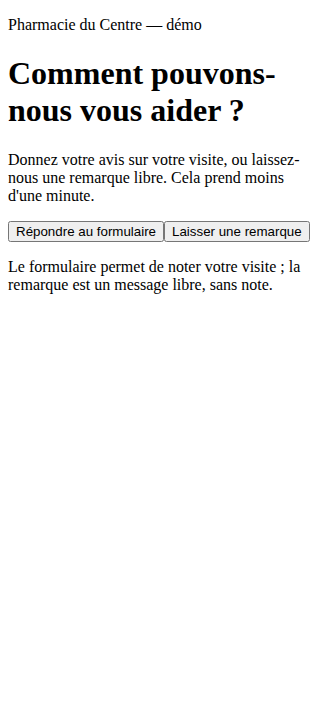 Pharmacie du Centre — démo
Comment pouvons-
nous vous aider ?
Donnez votre avis sur votre visite, ou laissez-
nous une remarque libre. Cela prend moins
d'une minute.
Répondre au formulaire Laisser une remarque
Le formulaire permet de noter votre visite ; la
remarque est un message libre, sans note.